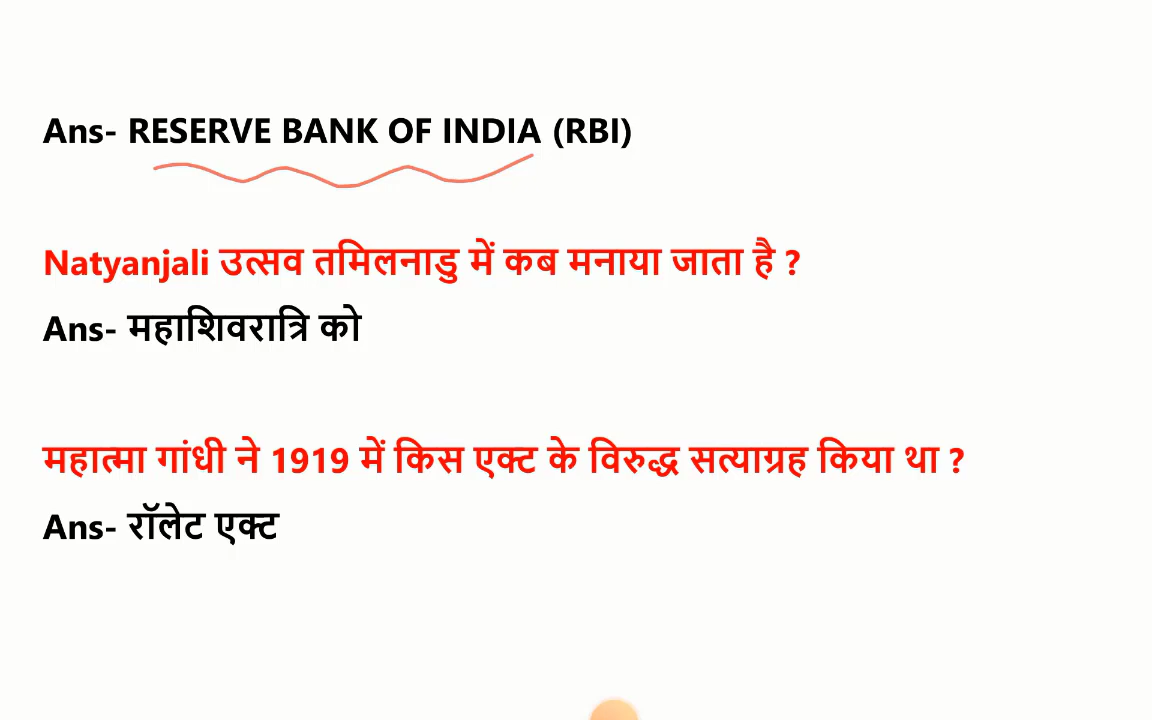 Ans- RESERVE BANK OF INDIA (RBI)
Natyanjali उत्सव तमिलनाडु में कब मनाया जाता है ?
Ans- महाशिवरात्रि को
महात्मा गांधी ने 1919 में किस एक्ट के विरुद्ध सत्याग्रह किया था ?
Ans- रॉलेट एक्ट